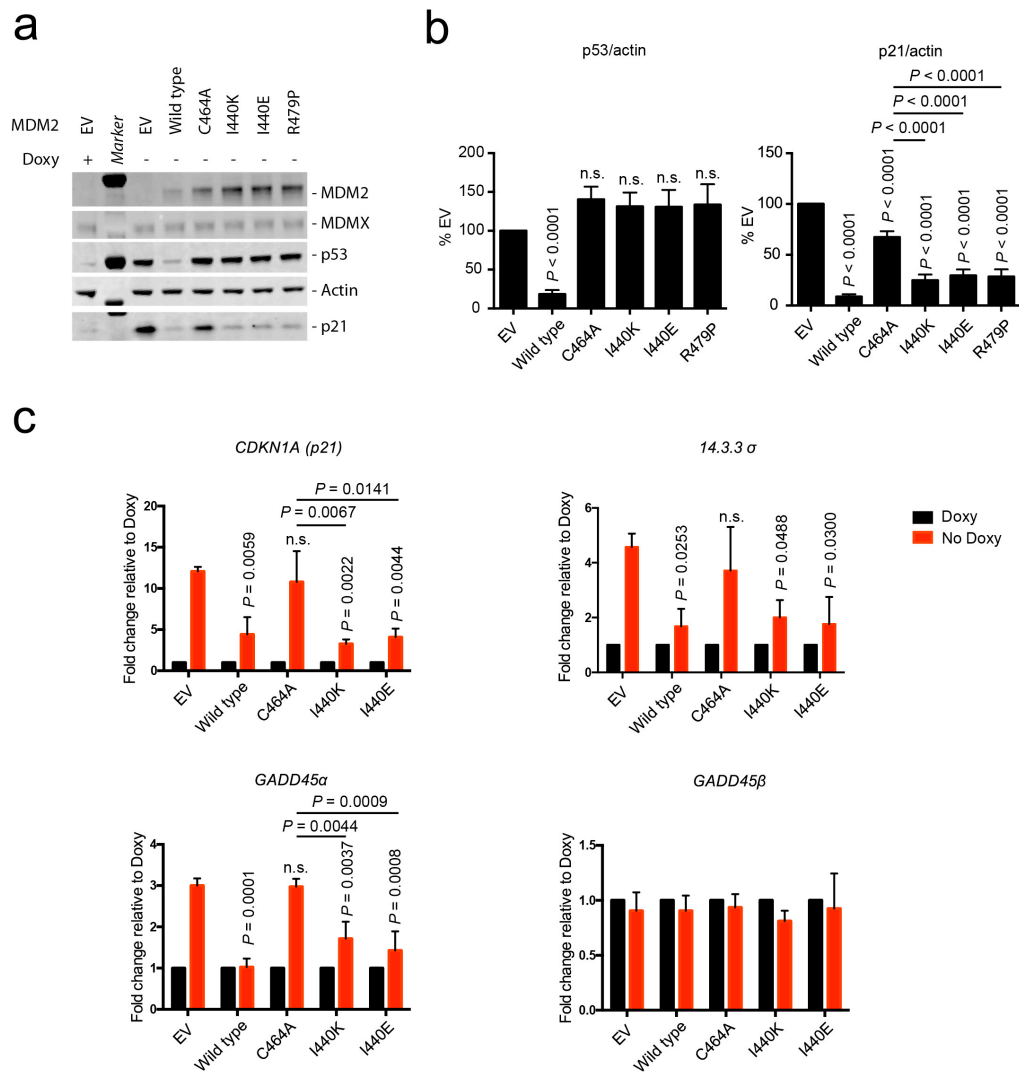 a
MDM2 EV Marker EV Wild type C464A I440K I440E R479P
Doxy + - - - - - -
- MDM2
- MDMX
- p53
- Actin
- p21
b
p53/actin
% EV
200
150
100
50
0
P < 0.0001
n.s.
n.s.
n.s.
n.s.
EV
Wild type
C464A
I440K
I440E
R479P
p21/actin
P < 0.0001
P < 0.0001
P < 0.0001
% EV
150
100
50
0
P < 0.0001
P < 0.0001
P < 0.0001
P < 0.0001
P < 0.0001
EV
Wild type
C464A
I440K
I440E
R479P
c
CDKN1A (p21)
P = 0.0141
P = 0.0067
Fold change relative to Doxy
20
15
10
5
0
P = 0.0059
n.s.
P = 0.0022
P = 0.0044
EV
Wild type
C464A
I440K
I440E
14.3.3 σ
Fold change relative to Doxy
6
4
2
0
P = 0.0253
n.s.
P = 0.0488
P = 0.0300
EV
Wild type
C464A
I440K
I440E
Doxy
No Doxy
GADD45α
P = 0.0009
P = 0.0044
Fold change relative to Doxy
4
3
2
1
0
P = 0.0001
n.s.
P = 0.0037
P = 0.0008
EV
Wild type
C464A
I440K
I440E
GADD45β
Fold change relative to Doxy
1.5
1.0
0.5
0.0
EV
Wild type
C464A
I440K
I440E